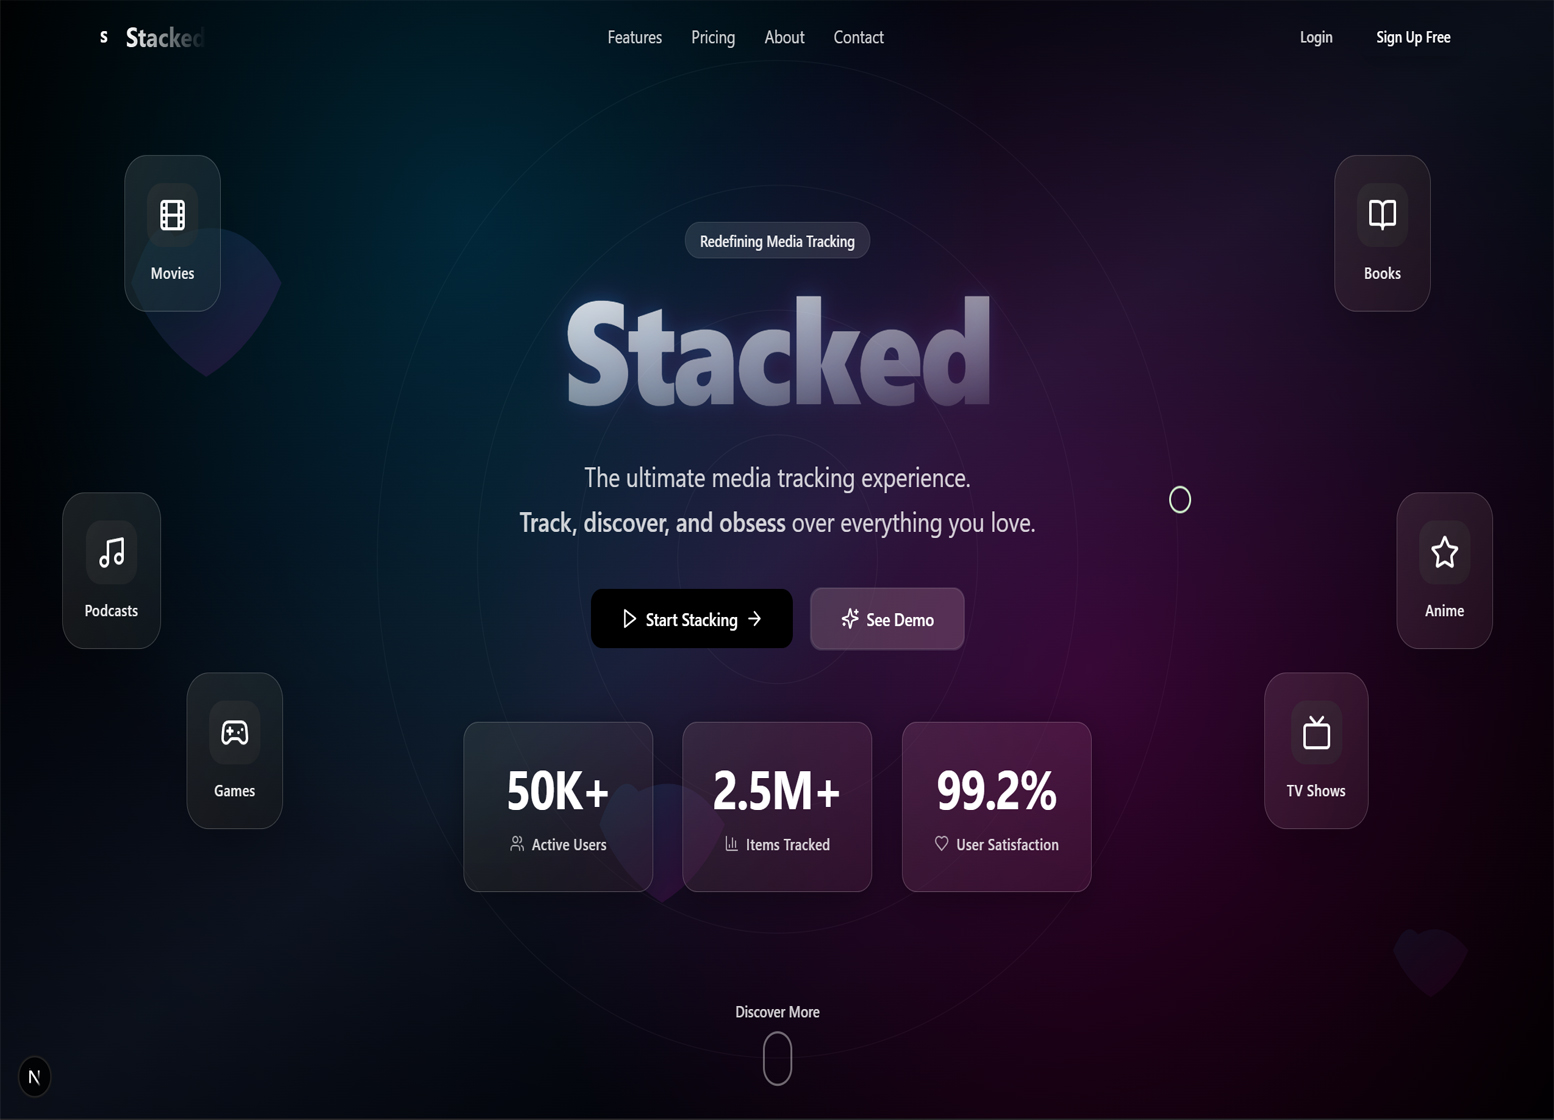 S Stacked
Features Pricing About Contact
Login Sign Up Free
Movies
Books
Redefining Media Tracking
Stacked
The ultimate media tracking experience.
Track, discover, and obsess over everything you love.
Podcasts
Anime
Start Stacking
See Demo
Games
TV Shows
50K+
Active Users
2.5M+
Items Tracked
99.2%
User Satisfaction
Discover More
N